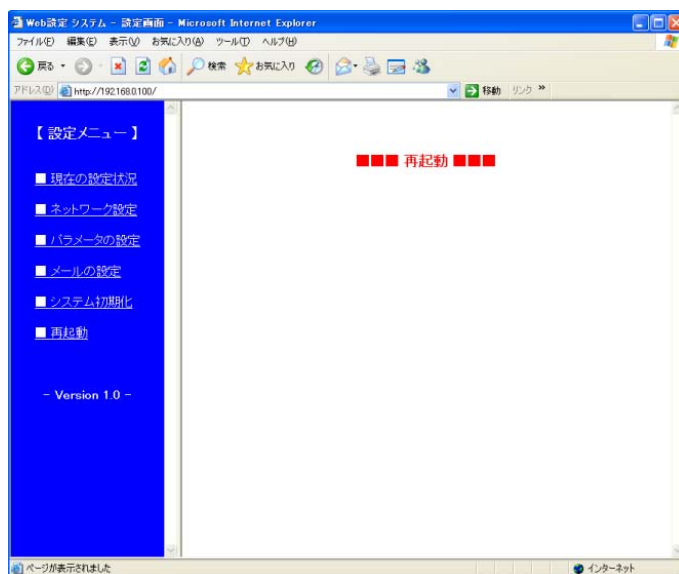 Web設定 システム - 設定画面 - Microsoft Internet Explorer
ファイル(F) 編集(E) 表示(V) お気に入り(A) ツール(T) ヘルプ(H)
戻る 検索 お気に入り
アドレス(D) http://192.168.0.100/ 移動 リンク »
【 設定メニュー 】
■■■ 再起動 ■■■
■ 現在の設定状況
■ ネットワーク設定
■ パラメータの設定
■ メールの設定
■ システム初期化
■ 再起動
- Version 1.0 -
ページが表示されました インターネット